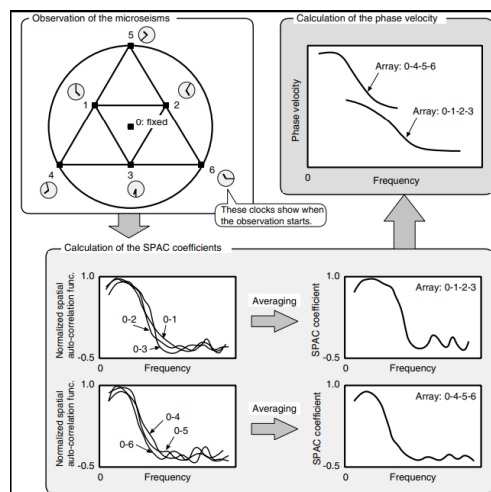 Observation of the microseisms
5
1
2
0: fixed
4
3
6
These clocks show when
the observation starts.
Calculation of the phase velocity
Phase velocity
Array: 0-4-5-6
Array: 0-1-2-3
0
Frequency
Calculation of the SPAC coefficients
Normalized spatial
auto-correlation func.
1.0
-0.5
0-1
0-2
0-3
0
Frequency
Averaging
SPAC coefficient
1.0
-0.5
Array: 0-1-2-3
0
Frequency
Normalized spatial
auto-correlation func.
1.0
-0.5
0-4
0-5
0-6
0
Frequency
Averaging
SPAC coefficient
1.0
-0.5
Array: 0-4-5-6
0
Frequency